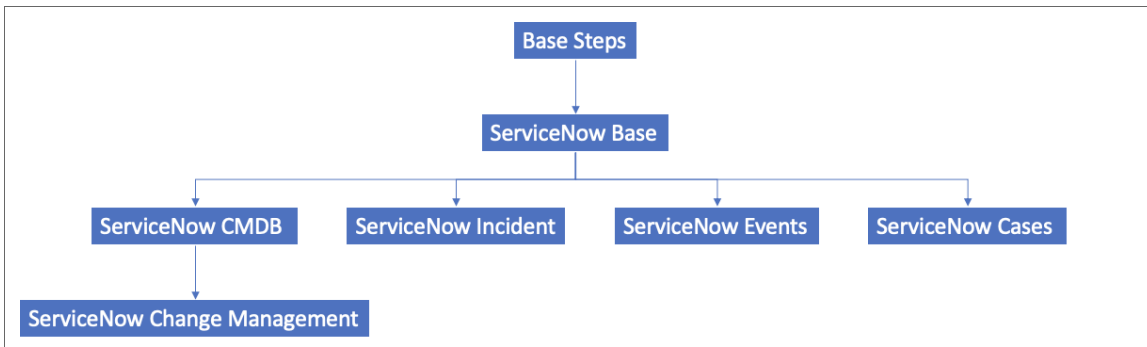 Base Steps
ServiceNow Base
ServiceNow CMDB
ServiceNow Incident
ServiceNow Events
ServiceNow Cases
ServiceNow Change Management